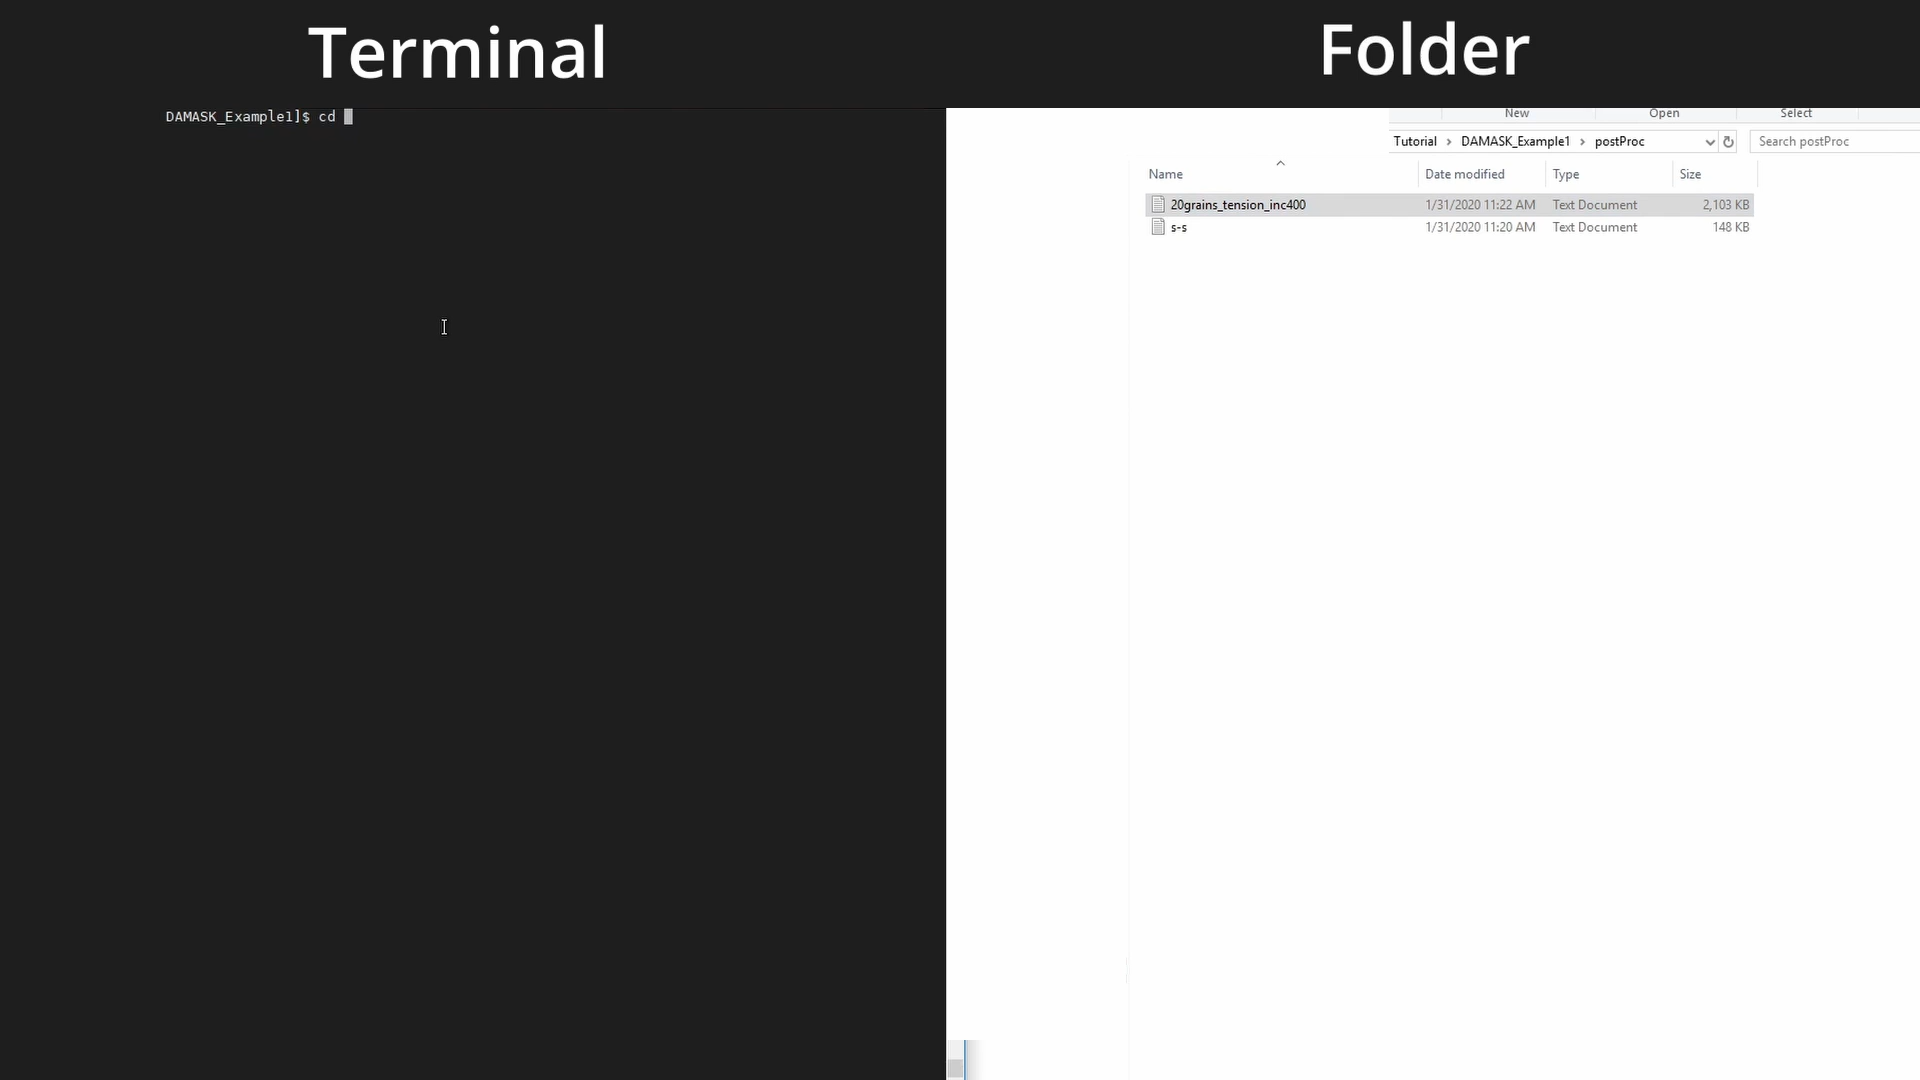 Terminal
Folder
DAMASK_Example1]$ cd
New Open Select
Tutorial > DAMASK_Example1 > postProc
Search postProc
Name Date modified Type Size
20grains_tension_inc400 1/31/2020 11:22 AM Text Document 2,103 KB
s-s 1/31/2020 11:20 AM Text Document 148 KB